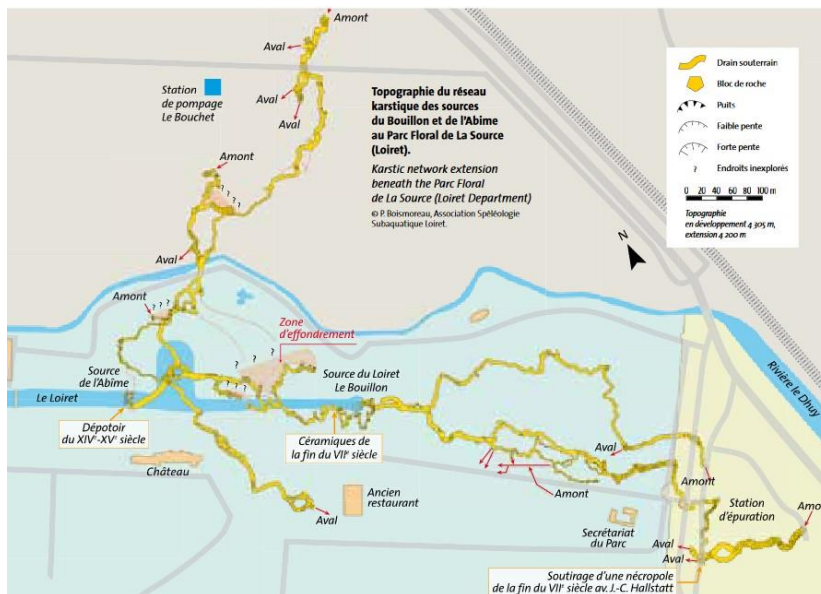 Amont
Aval
Station
de pompage
Le Bouchet
Aval
Aval
Topographie du réseau
karstique des sources
du Bouillon et de l'Abime
au Parc Floral de La Source
(Loiret).
Karstic network extension
beneath the Parc Floral
de La Source (Loiret Department)
© P. Boismoreau, Association Spéléologie
Subaquatique Loiret.
Drain souterrain
Bloc de roche
Puits
Faible pente
Forte pente
? Endroits inexplorés
0 20 40 60 80 100 m
Topographie
en développement 4 305 m,
extension 4 200 m
Amont
? ? ? ?
N
Aval
Amont
? ? ?
Zone
d'effondrement
? ? ?
? ? ? ?
Source
de l'Abîme
Source du Loiret
Le Bouillon
Rivière le Dhuy
Le Loiret
Dépotoir
du XIVᵉ-XVᵉ siècle
Céramiques de
la fin du VIIᵉ siècle
Château
Aval
Amont
Amont
Ancien
restaurant
Aval
Secrétariat
du Parc
Station
d'épuration
Amo
Aval
Aval
Soutirage d'une nécropole
de la fin du VIIᵉ siècle av. J.-C. Hallstatt